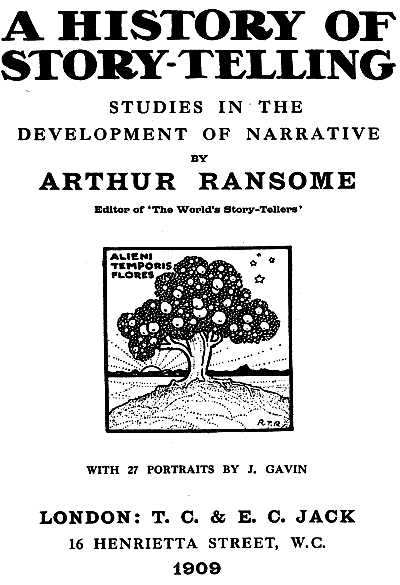 A HISTORY OF
STORY-TELLING
STUDIES IN THE
DEVELOPMENT OF NARRATIVE
BY
ARTHUR RANSOME
Editor of 'The World's Story-Tellers'
ALIENI
TEMPORIS
FLORES
R.T.R.
WITH 27 PORTRAITS BY J. GAVIN
LONDON: T. C. & E. C. JACK
16 HENRIETTA STREET, W.C.
1909